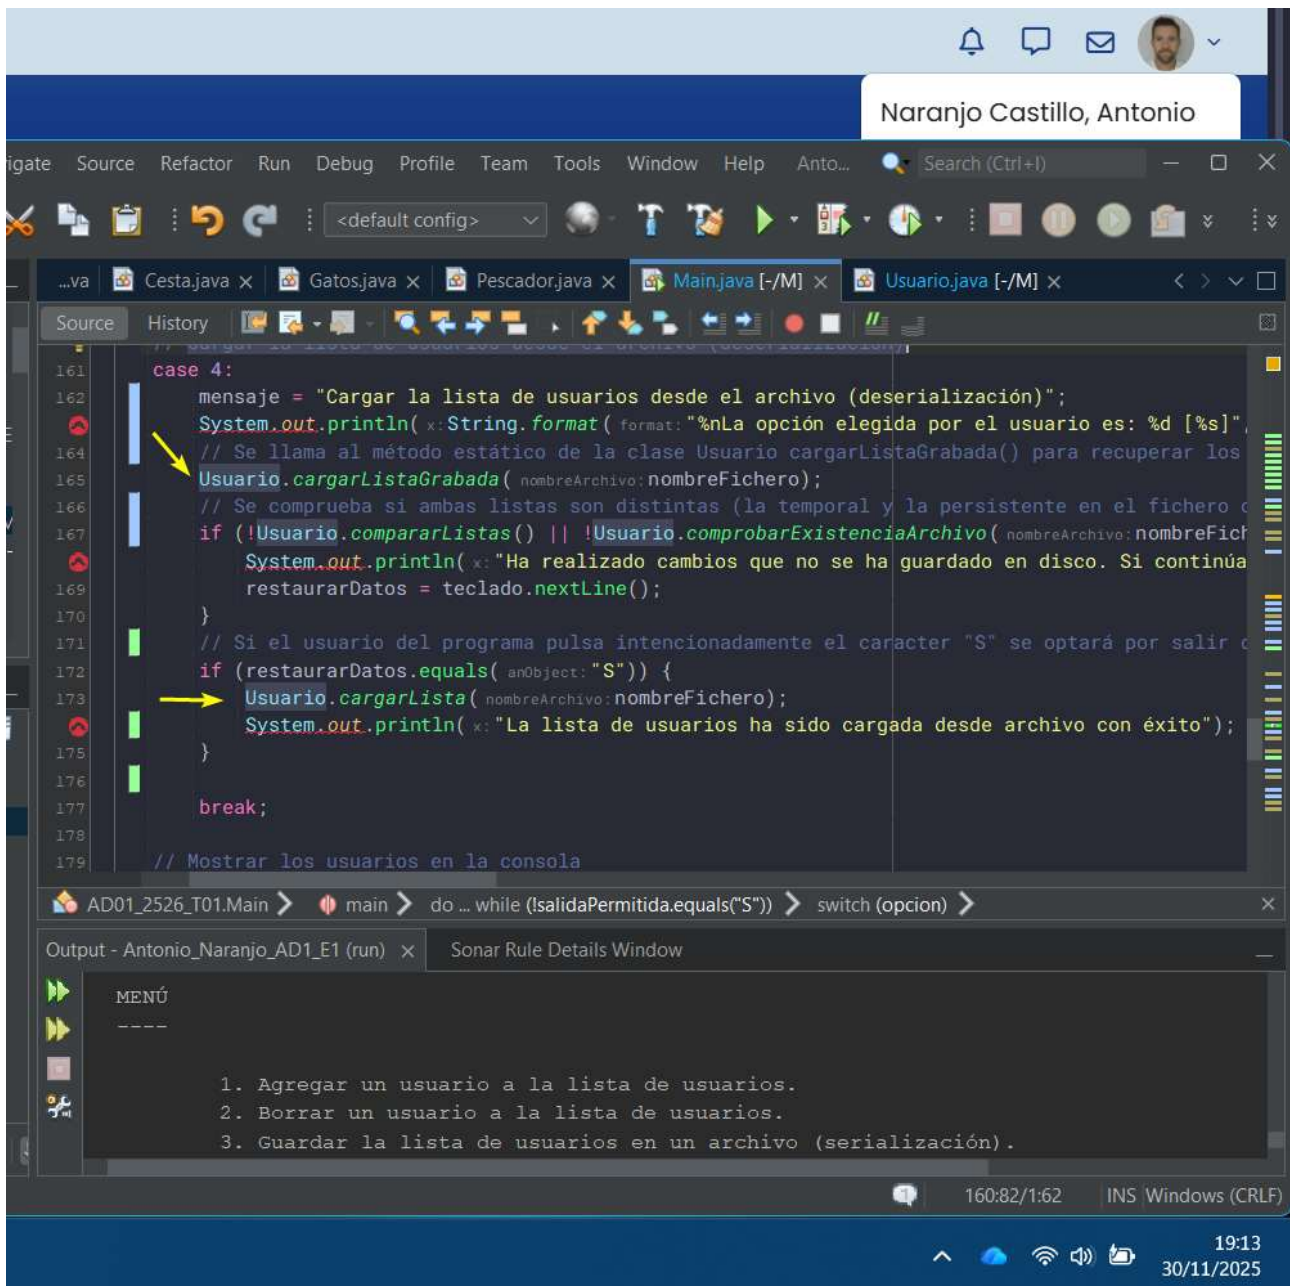 Naranjo Castillo, Antonio
igate Source Refactor Run Debug Profile Team Tools Window Help Anto... Search (Ctrl+I)
<default config>
...va Cesta.java Gatos.java Pescador.java Main.java [-/M] Usuario.java [-/M]
Source History
// Cargar la lista de usuarios desde el archivo (deserialización)
161 case 4:
162 mensaje = "Cargar la lista de usuarios desde el archivo (deserialización)";
System.out.println( x: String.format( format: "%nLa opción elegida por el usuario es: %d [%s]",
164 // Se llama al método estático de la clase Usuario cargarListaGrabada() para recuperar los
165 Usuario.cargarListaGrabada( nombreArchivo: nombreFichero);
166 // Se comprueba si ambas listas son distintas (la temporal y la persistente en el fichero
167 if (!Usuario.compararListas() || !Usuario.comprobarExistenciaArchivo( nombreArchivo: nombreFich
System.out.println( x: "Ha realizado cambios que no se ha guardado en disco. Si continúa
169 restaurarDatos = teclado.nextLine();
170 }
171 // Si el usuario del programa pulsa intencionadamente el caracter "S" se optará por salir
172 if (restaurarDatos.equals( anObject: "S")) {
173 Usuario.cargarLista( nombreArchivo: nombreFichero);
System.out.println( x: "La lista de usuarios ha sido cargada desde archivo con éxito");
175 }
176
177 break;
178
179 // Mostrar los usuarios en la consola
AD01_2526_T01.Main main do ... while (!salidaPermitida.equals("S")) switch (opcion)
Output - Antonio_Naranjo_AD1_E1 (run) Sonar Rule Details Window
MENÚ
----
1. Agregar un usuario a la lista de usuarios.
2. Borrar un usuario a la lista de usuarios.
3. Guardar la lista de usuarios en un archivo (serialización).
1 160:82/1:62 INS Windows (CRLF)
19:13
30/11/2025